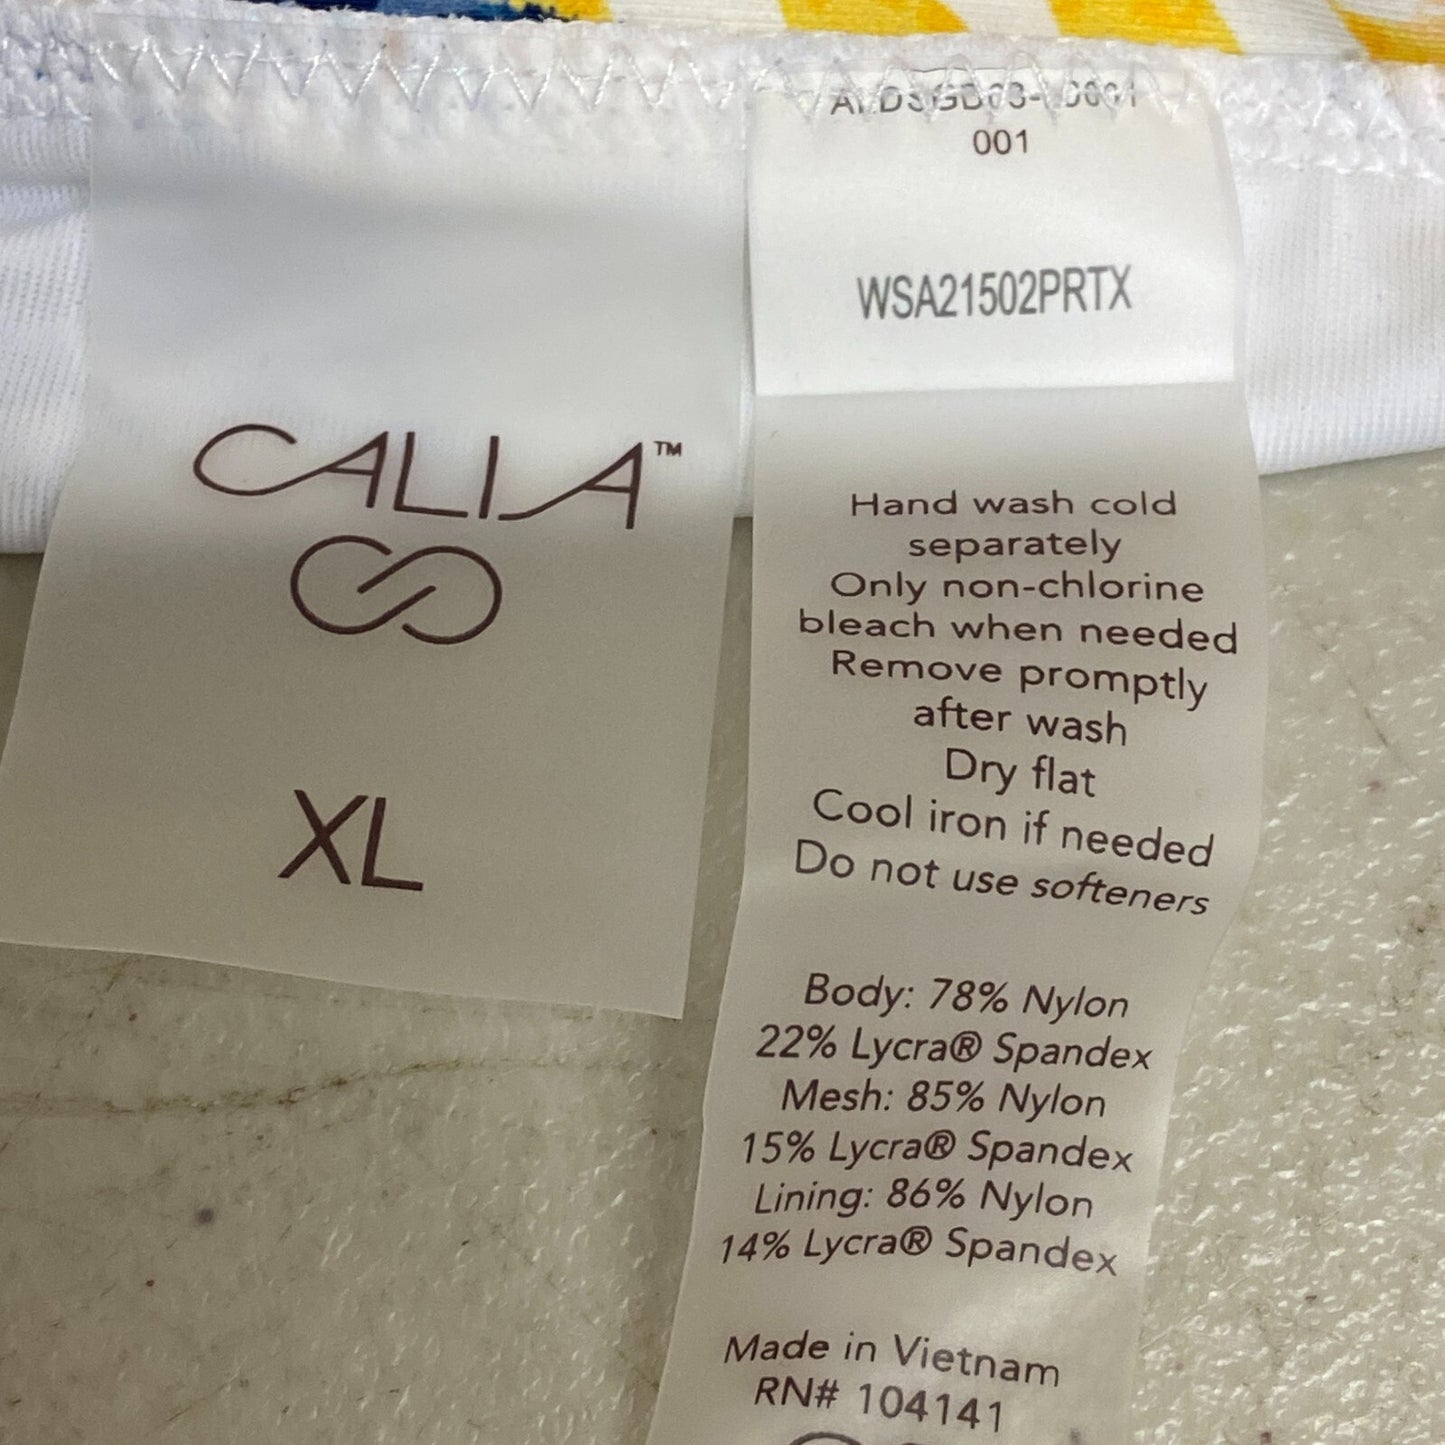 CALIA™
XL
001
WSA21502PRTX
Hand wash cold
separately
Only non-chlorine
bleach when needed
Remove promptly
after wash
Dry flat
Cool iron if needed
Do not use softeners
Body: 78% Nylon
22% Lycra® Spandex
Mesh: 85% Nylon
15% Lycra® Spandex
Lining: 86% Nylon
14% Lycra® Spandex
Made in Vietnam
RN# 104141